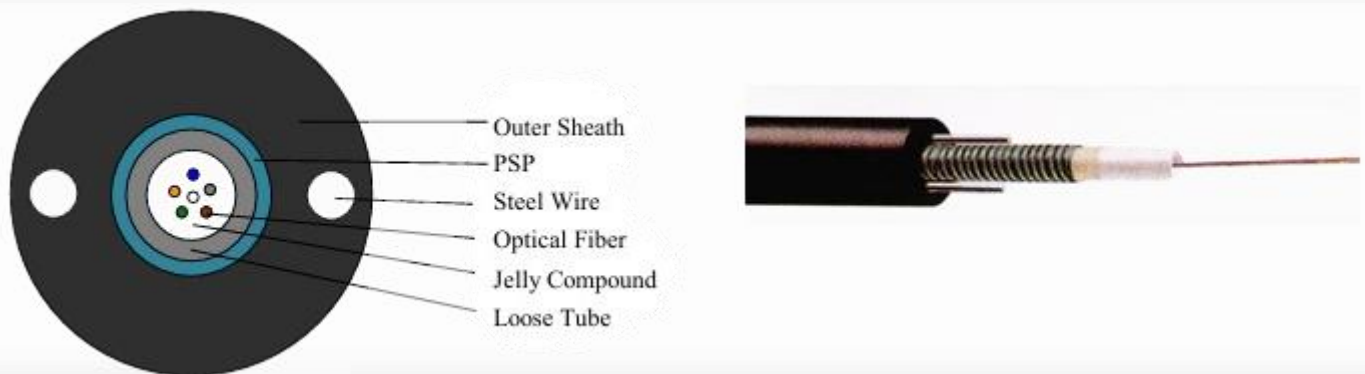 Outer Sheath
PSP
Steel Wire
Optical Fiber
Jelly Compound
Loose Tube